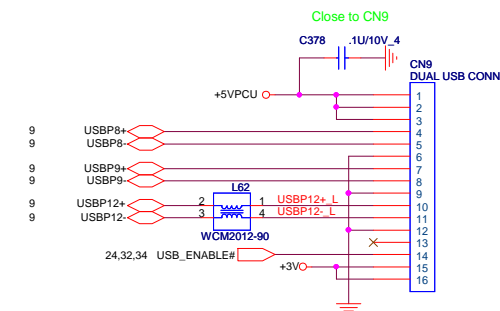 Close to CN9
C378 .1U/10V_4
CN9
DUAL USB CONN
+5VPCU 1
2
3
9 USBP8+ 4
9 USBP8- 5
6
9 USBP9+ 7
9 USBP9- 8
L62 9
9 USBP12+ 2 1 USBP12+_L 10
9 USBP12- 3 4 USBP12-_L 11
WCM2012-90 12
13
24,32,34 USB_ENABLE# 14
+3V 15
16